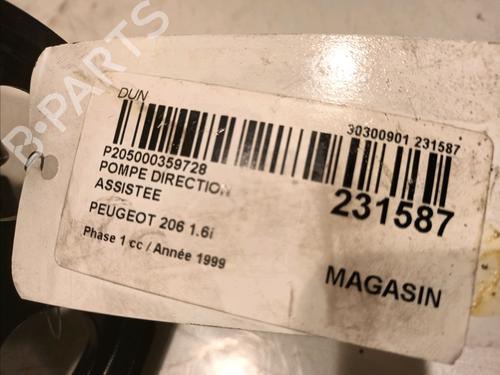 B-PARTS
DUN
30300901 231587
P205000359728
POMPE DIRECTION
ASSISTEE
231587
PEUGEOT 206 1.6i
Phase 1 cc / Année 1999
MAGASIN